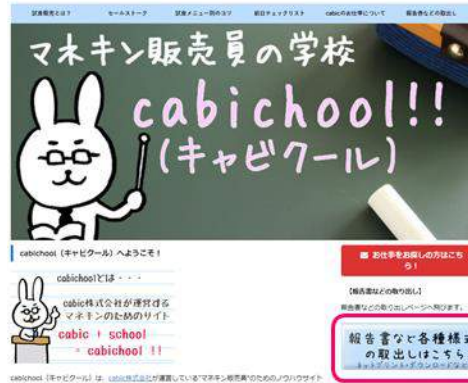 試食販売とは？ セールストーク 試食メニュー別のコツ 前日チェックリスト cabicのお仕事について 報告書などの取出し
マネキン販売員の学校
cabichool!!
(キャビクール)
cabichool（キャビクール）へようこそ！
cabichoolとは・・・
cabic株式会社が運営する
マネキンのためのサイト
cabic + school
= cabichool !!
cabichool（キャビクール）は、cabic株式会社が運営している"マネキン販売員"のためのノウハウサイト
お仕事をお探しの方はこち
ら！
【報告書などの取り出し】
報告書などの取り出しページへ飛びます。
報告書など各種様式
の取出しはこちら